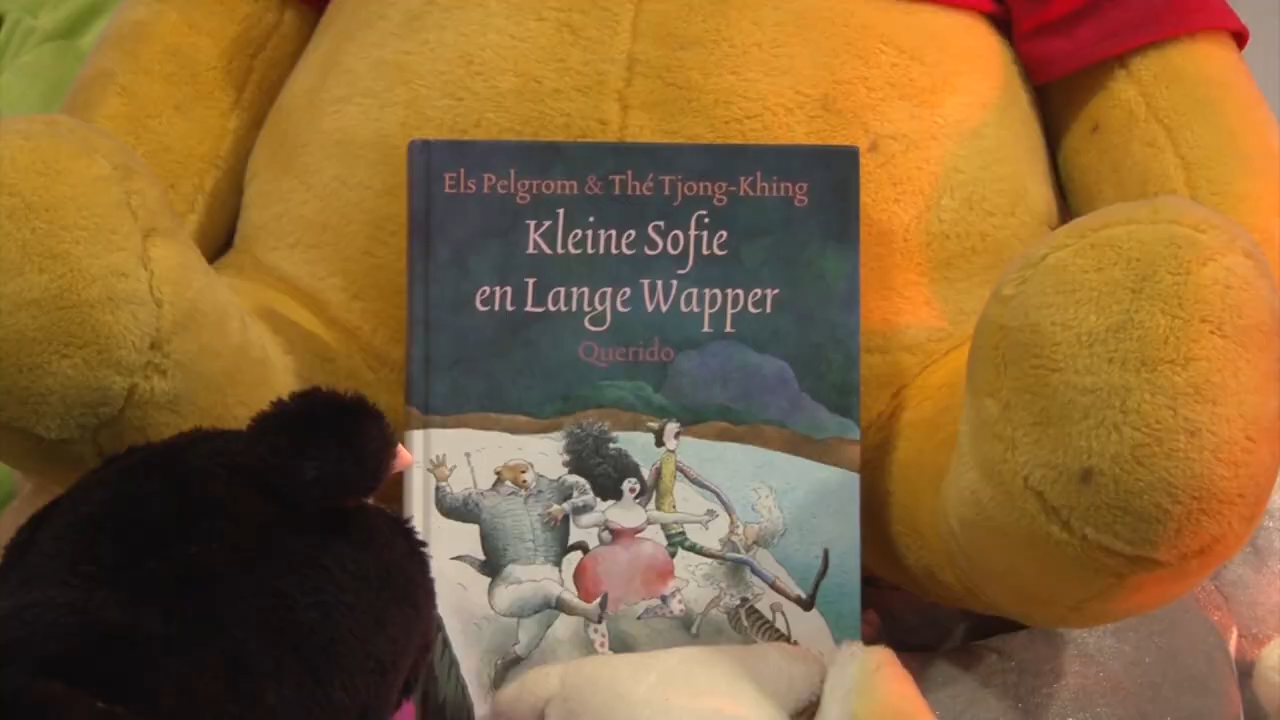 Els Pelgrom & Thé Tjong-Khing
Kleine Sofie
en Lange Wapper
Querido